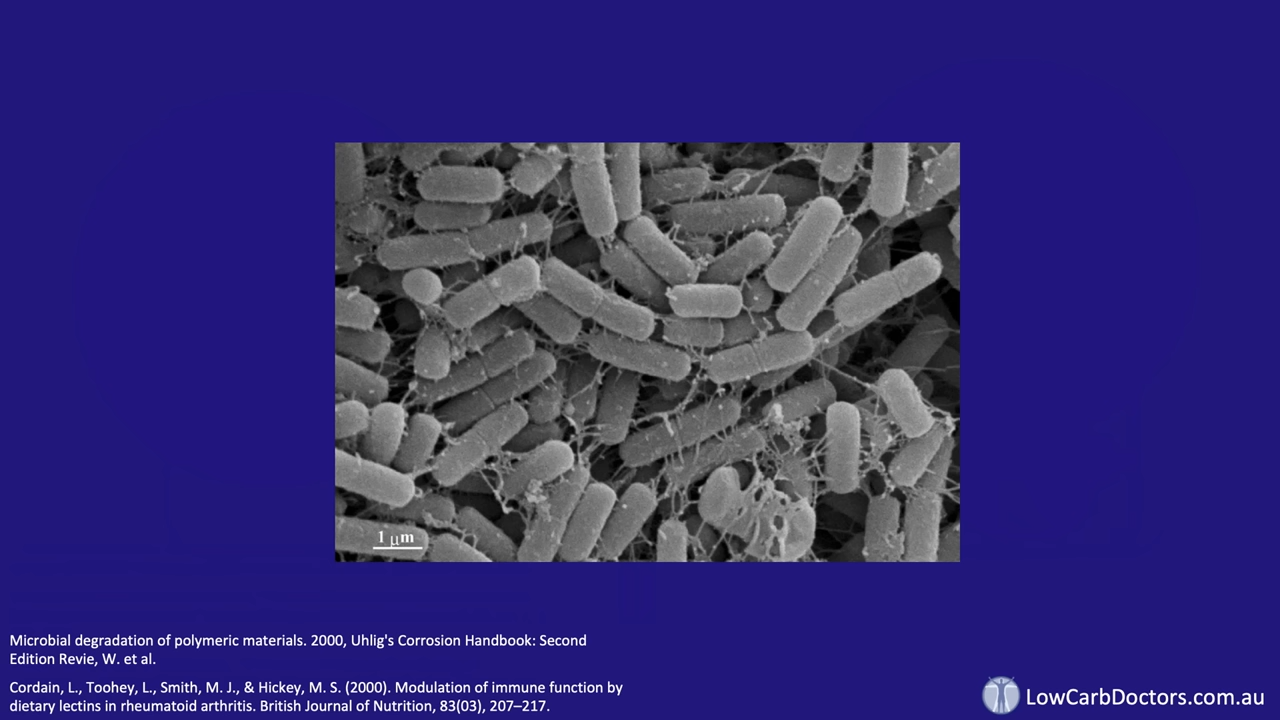 1 μm
Microbial degradation of polymeric materials. 2000, Uhlig's Corrosion Handbook: Second
Edition Revie, W. et al.
Cordain, L., Toohey, L., Smith, M. J., & Hickey, M. S. (2000). Modulation of immune function by
dietary lectins in rheumatoid arthritis. British Journal of Nutrition, 83(03), 207–217.
LowCarbDoctors.com.au